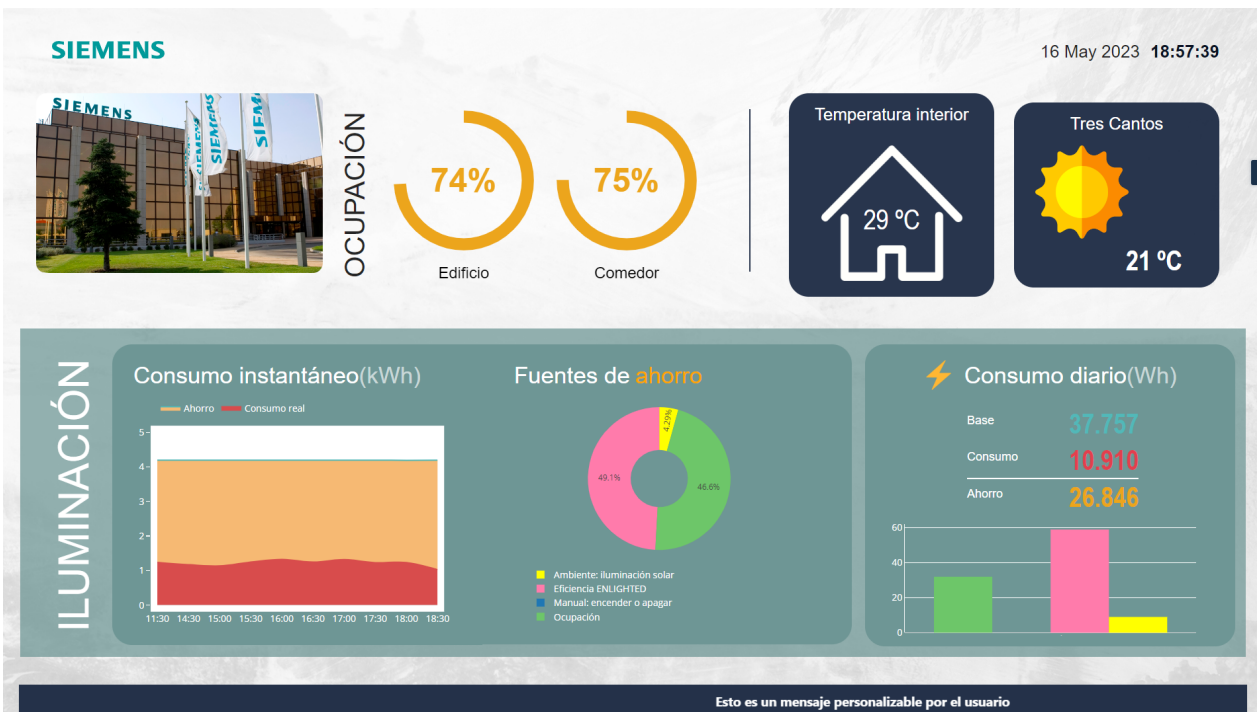 SIEMENS
16 May 2023 18:57:39
SIEMENS
SIEMENS
SIEMENS
SIEM
OCUPACIÓN
74%
Edificio
75%
Comedor
Temperatura interior
29 ºC
Tres Cantos
21 ºC
ILUMINACIÓN
Consumo instantáneo(kWh)
Ahorro Consumo real
5
4
3
2
1
0
11:30 14:30 15:00 15:30 16:00 16:30 17:00 17:30 18:00 18:30
Fuentes de ahorro
4.29%
49.1%
46.6%
Ambiente: iluminación solar
Eficiencia ENLIGHTED
Manual: encender o apagar
Ocupación
Consumo diario(Wh)
Base 37.757
Consumo 10.910
Ahorro 26.846
60
40
20
0
Esto es un mensaje personalizable por el usuario